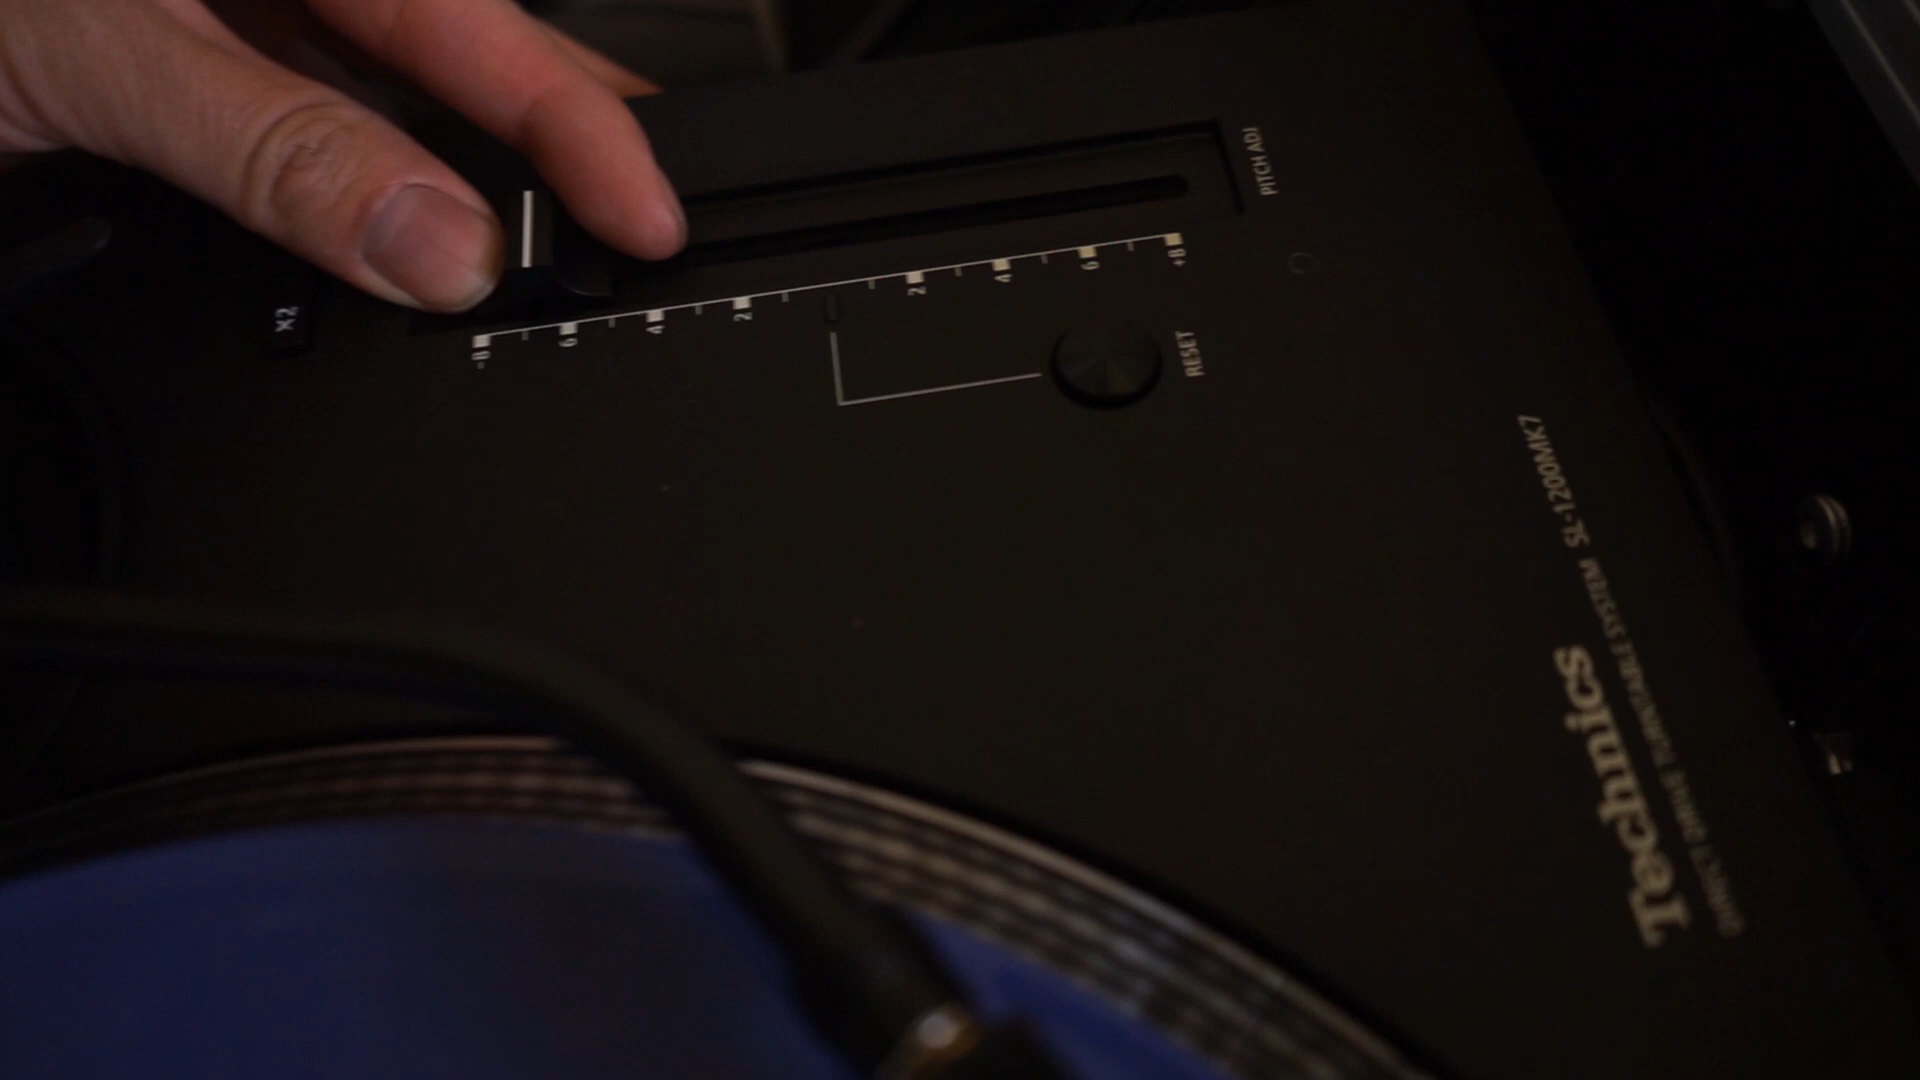 PITCH ADJ
X2
-8
6
4
2
2
4
6
+8
RESET
Technics
DIRECT DRIVE TURNTABLE SYSTEM SL-1200MK7